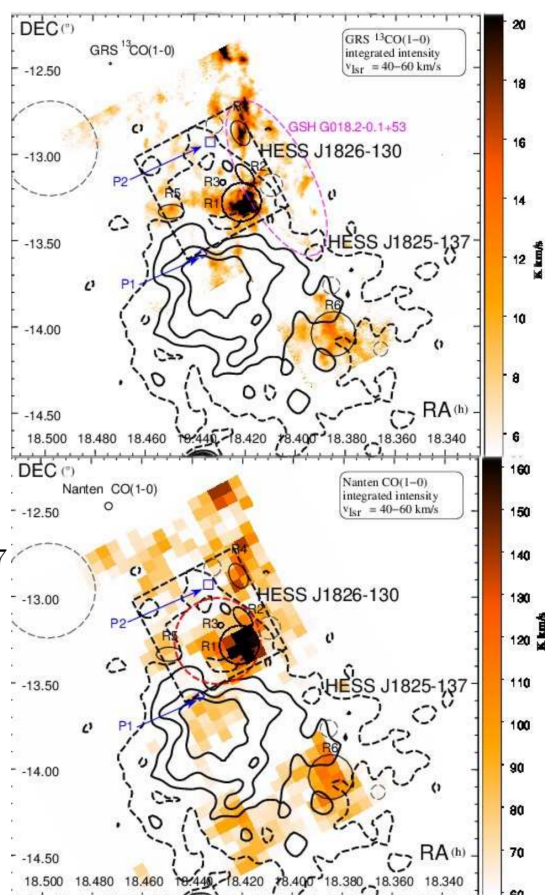 DEC (°)
GRS ¹³CO(1-0)
GRS ¹³CO(1-0)
integrated intensity
v_lsr = 40-60 km/s
-12.50
-13.00
-13.50
-14.00
-14.50
GSH G018.2-0.1+53
HESS J1826-130
P2
R2
R3
R5
R1
HESS J1825-137
P1
R6
RA (h)
18.500
18.480
18.460
18.440
18.420
18.400
18.380
18.360
18.340
20
18
16
14
12
10
8
6
K km/s
DEC (°)
Nanten CO(1-0)
Nanten CO(1-0)
integrated intensity
v_lsr = 40-60 km/s
-12.50
-13.00
-13.50
-14.00
-14.50
R4
HESS J1826-130
P2
R2
R3
R5
R1
HESS J1825-137
P1
R6
RA (h)
18.500
18.480
18.460
18.440
18.420
18.400
18.380
18.360
18.340
160
150
140
130
120
110
100
90
80
70
60
K km/s
7